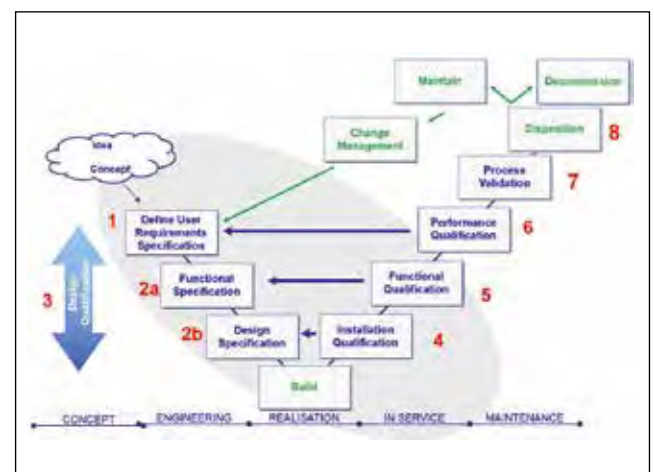 Maintain
Decommission
Change
Management
Disposition
8
Idea
Concept
Process
Validation
7
1
Define User
Requirements
Specification
Performance
Qualification
6
3
Design
Qualification
2a
Functional
Specification
Functional
Qualification
5
2b
Design
Specification
Installation
Qualification
4
Build
CONCEPT
ENGINEERING
REALISATION
IN SERVICE
MAINTENANCE